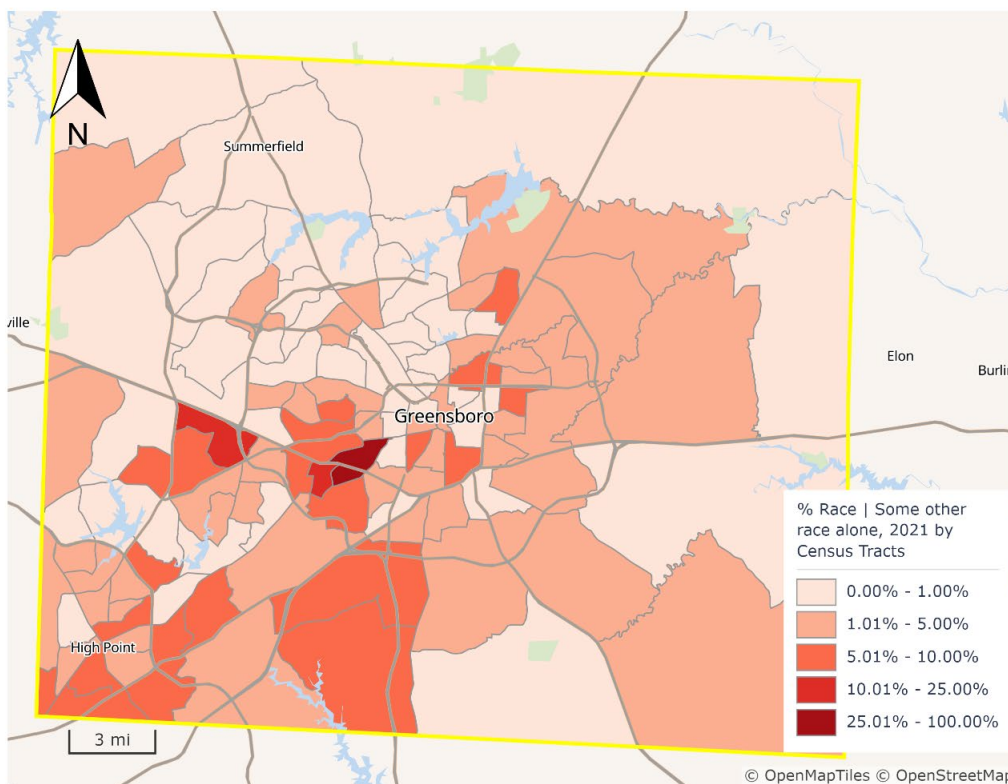 N
Summerfield
ville
Elon
Burlin
Greensboro
High Point
3 mi
% Race | Some other
race alone, 2021 by
Census Tracts
0.00% - 1.00%
1.01% - 5.00%
5.01% - 10.00%
10.01% - 25.00%
25.01% - 100.00%
© OpenMapTiles © OpenStreetMap